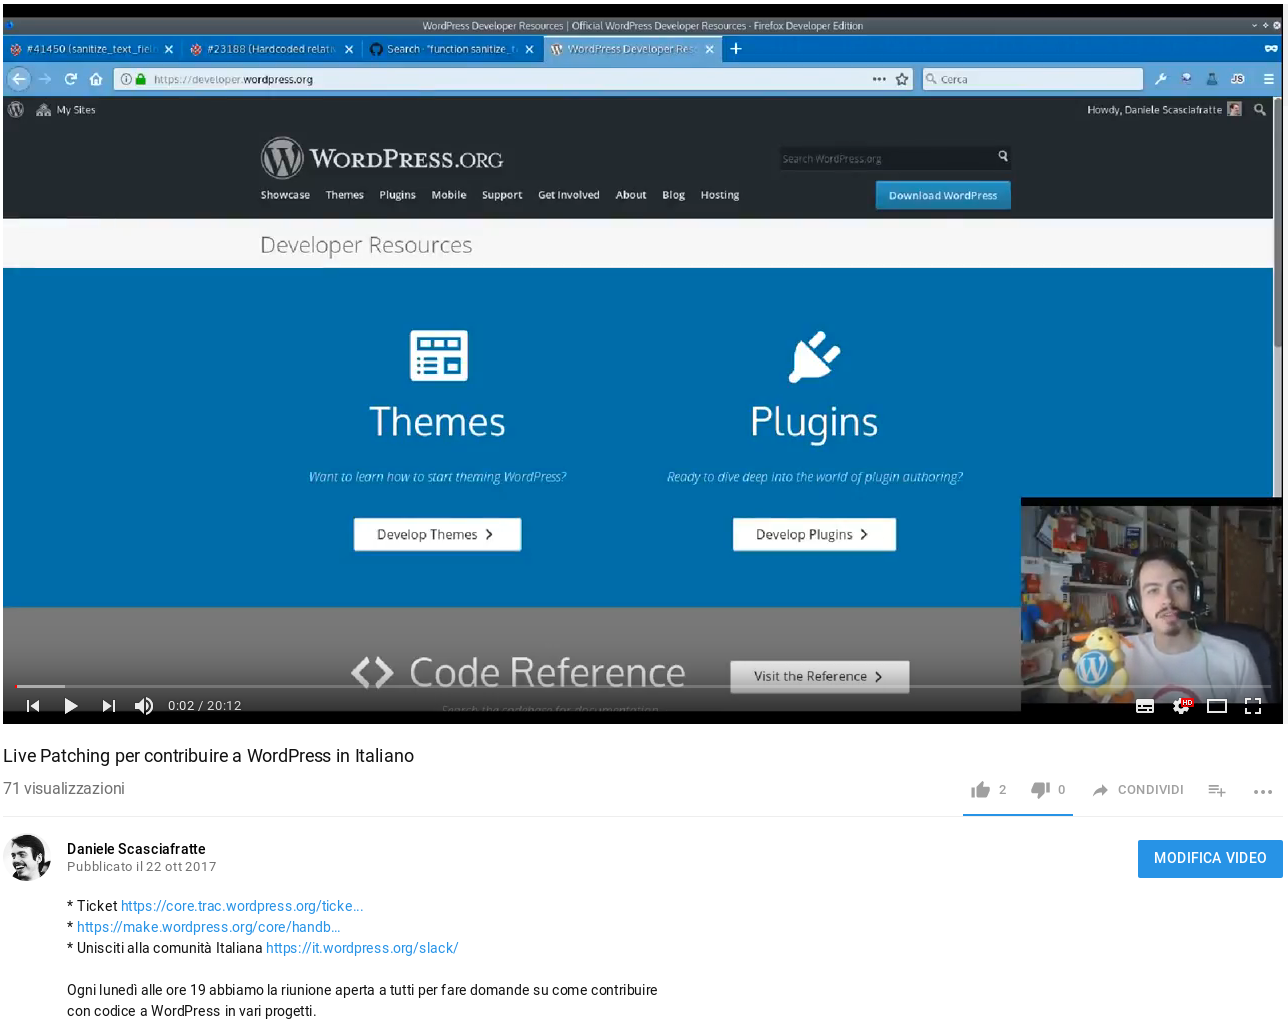 WordPress Developer Resources | Official WordPress Developer Resources - Firefox Developer Edition
#41450 (sanitize_text_fiel
#23188 (Hardcoded relati
Search · "function sanitize_t
WordPress Developer Res
https://developer.wordpress.org
Cerca
JS
My Sites
Howdy, Daniele Scasciafratte
WORDPRESS.ORG
Search WordPress.org
Showcase Themes Plugins Mobile Support Get Involved About Blog Hosting
Download WordPress
Developer Resources
Themes
Plugins
Want to learn how to start theming WordPress?
Ready to dive deep into the world of plugin authoring?
Develop Themes
Develop Plugins
Code Reference
Visit the Reference
Search the codebase for documentation
0:02 / 20:12
HD
Live Patching per contribuire a WordPress in Italiano
71 visualizzazioni
2
0
CONDIVIDI
Daniele Scasciafratte
Pubblicato il 22 ott 2017
MODIFICA VIDEO
* Ticket https://core.trac.wordpress.org/ticke...
* https://make.wordpress.org/core/handb...
* Unisciti alla comunità Italiana https://it.wordpress.org/slack/
Ogni lunedì alle ore 19 abbiamo la riunione aperta a tutti per fare domande su come contribuire
con codice a WordPress in vari progetti.